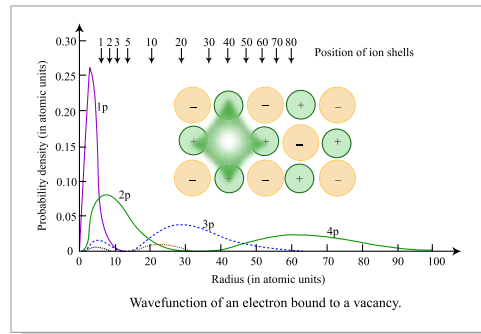 0.30
1 2 3 5 10 20 30 40 50 60 70 80
Position of ion shells
0.25
1p
0.20
0.15
0.10
2p
0.05
3p
4p
0
0 10 20 30 40 50 60 70 80 90 100
Probability density (in atomic units)
Radius (in atomic units)
+ + + + + +
– – – – – –
Wavefunction of an electron bound to a vacancy.